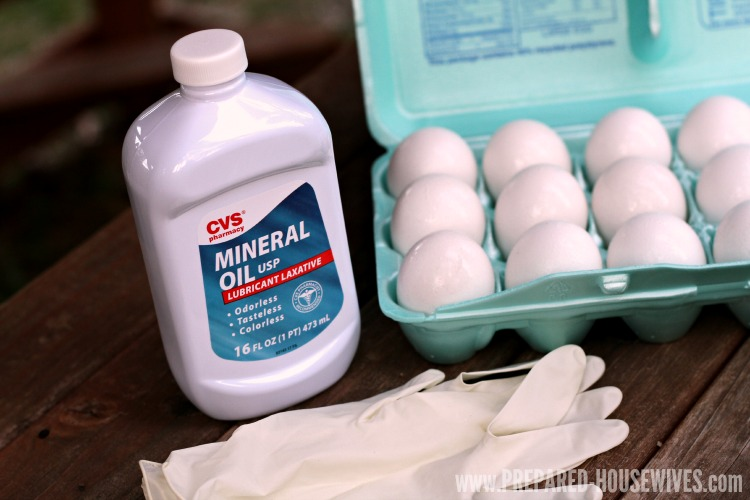 CVS®
pharmacy
MINERAL
OIL USP
LUBRICANT LAXATIVE
• Odorless
• Tasteless
• Colorless
16 FL OZ (1 PT) 473 mL
www.PREPARED-HOUSEWIVES.com